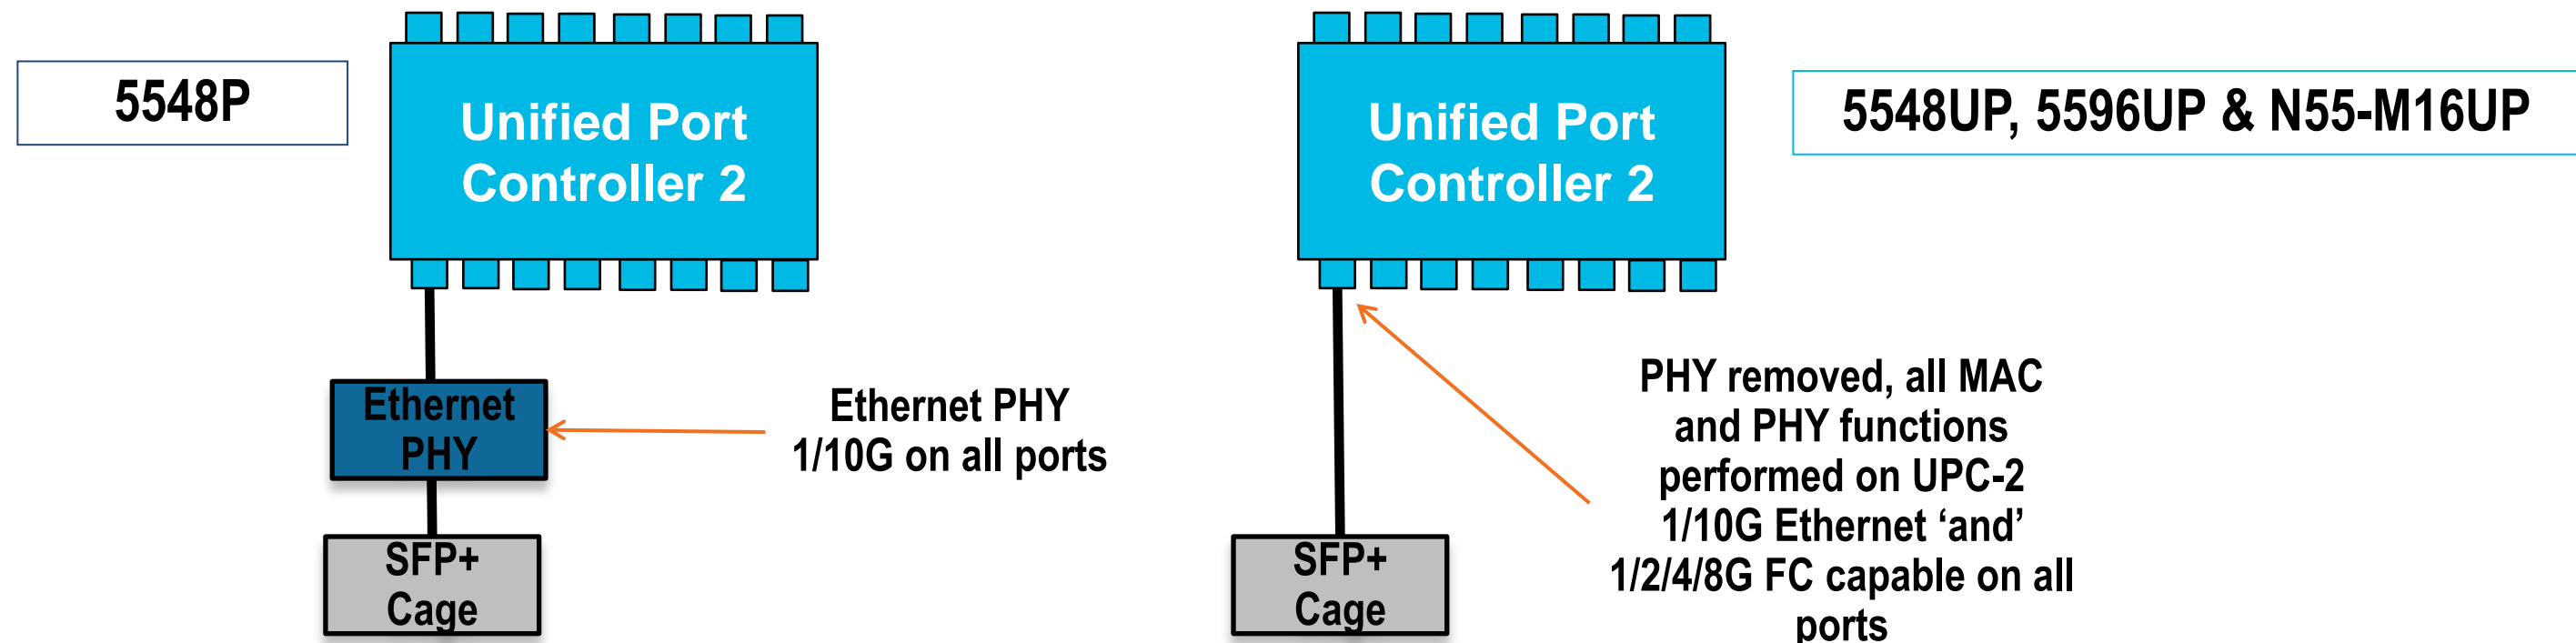 5548P
Unified Port
Controller 2
Ethernet
PHY
Ethernet PHY
1/10G on all ports
SFP+
Cage
Unified Port
Controller 2
5548UP, 5596UP & N55-M16UP
PHY removed, all MAC
and PHY functions
performed on UPC-2
1/10G Ethernet ‘and’
1/2/4/8G FC capable on all
ports
SFP+
Cage